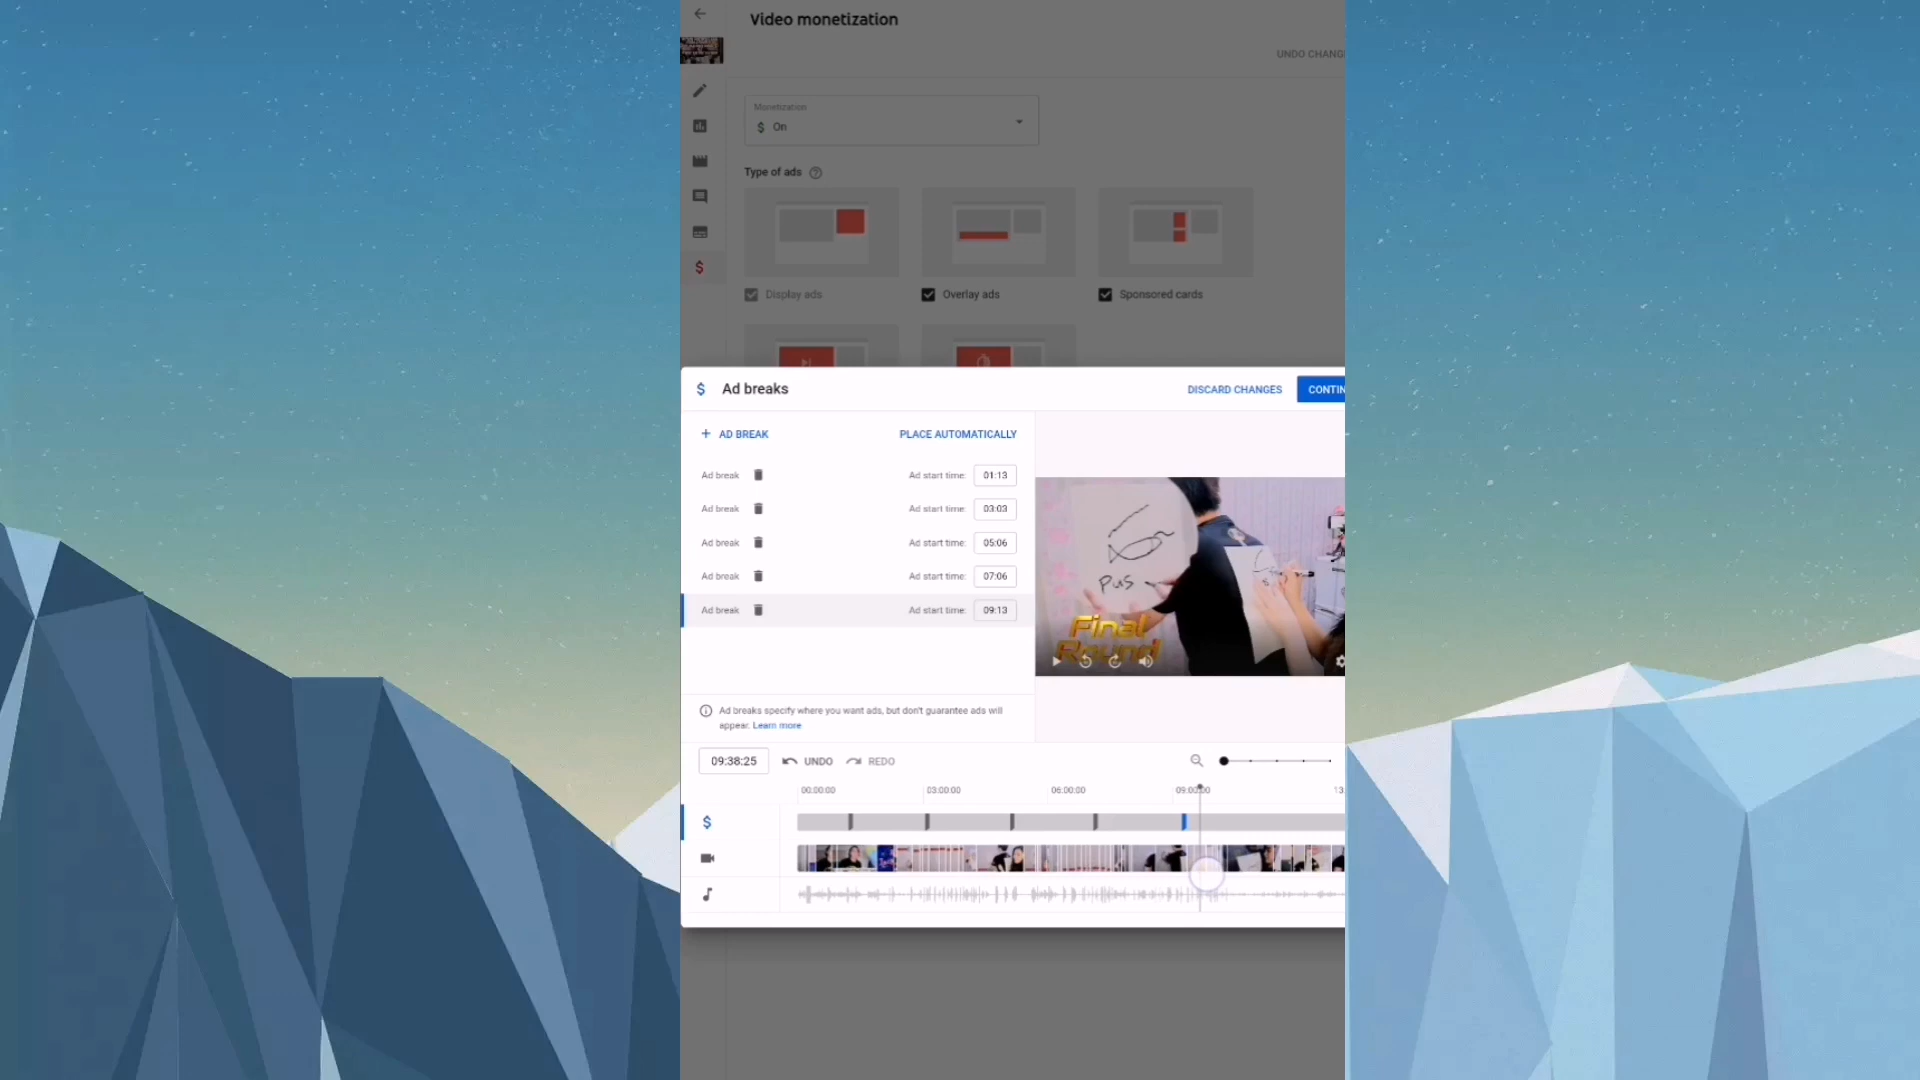 Video monetization
UNDO CHANG
Monetization
$ On
Type of ads
Display ads
Overlay ads
Sponsored cards
$ Ad breaks
DISCARD CHANGES
CONTIN
+ AD BREAK
PLACE AUTOMATICALLY
Ad break Ad start time: 01:13
Ad break Ad start time: 03:03
Ad break Ad start time: 05:06
Ad break Ad start time: 07:06
Ad break Ad start time: 09:13
Pus
Final
Round
Ad breaks specify where you want ads, but don't guarantee ads will
appear. Learn more
09:38:25 UNDO REDO
00:00:00 03:00:00 06:00:00 09:00:00 13: